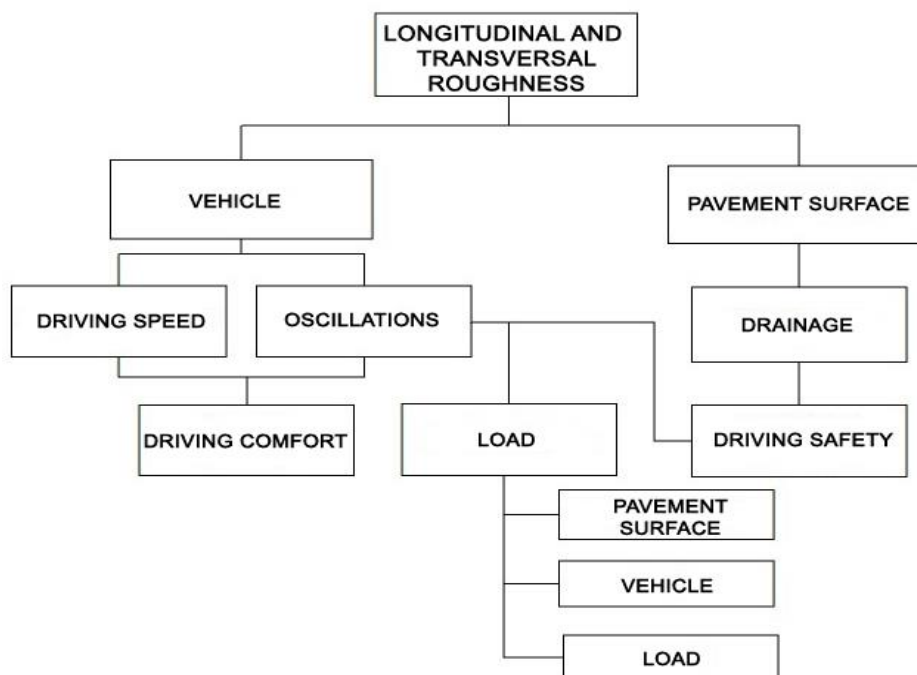 LONGITUDINAL AND
TRANSVERSAL
ROUGHNESS
VEHICLE
PAVEMENT SURFACE
DRIVING SPEED
OSCILLATIONS
DRAINAGE
DRIVING COMFORT
LOAD
DRIVING SAFETY
PAVEMENT
SURFACE
VEHICLE
LOAD